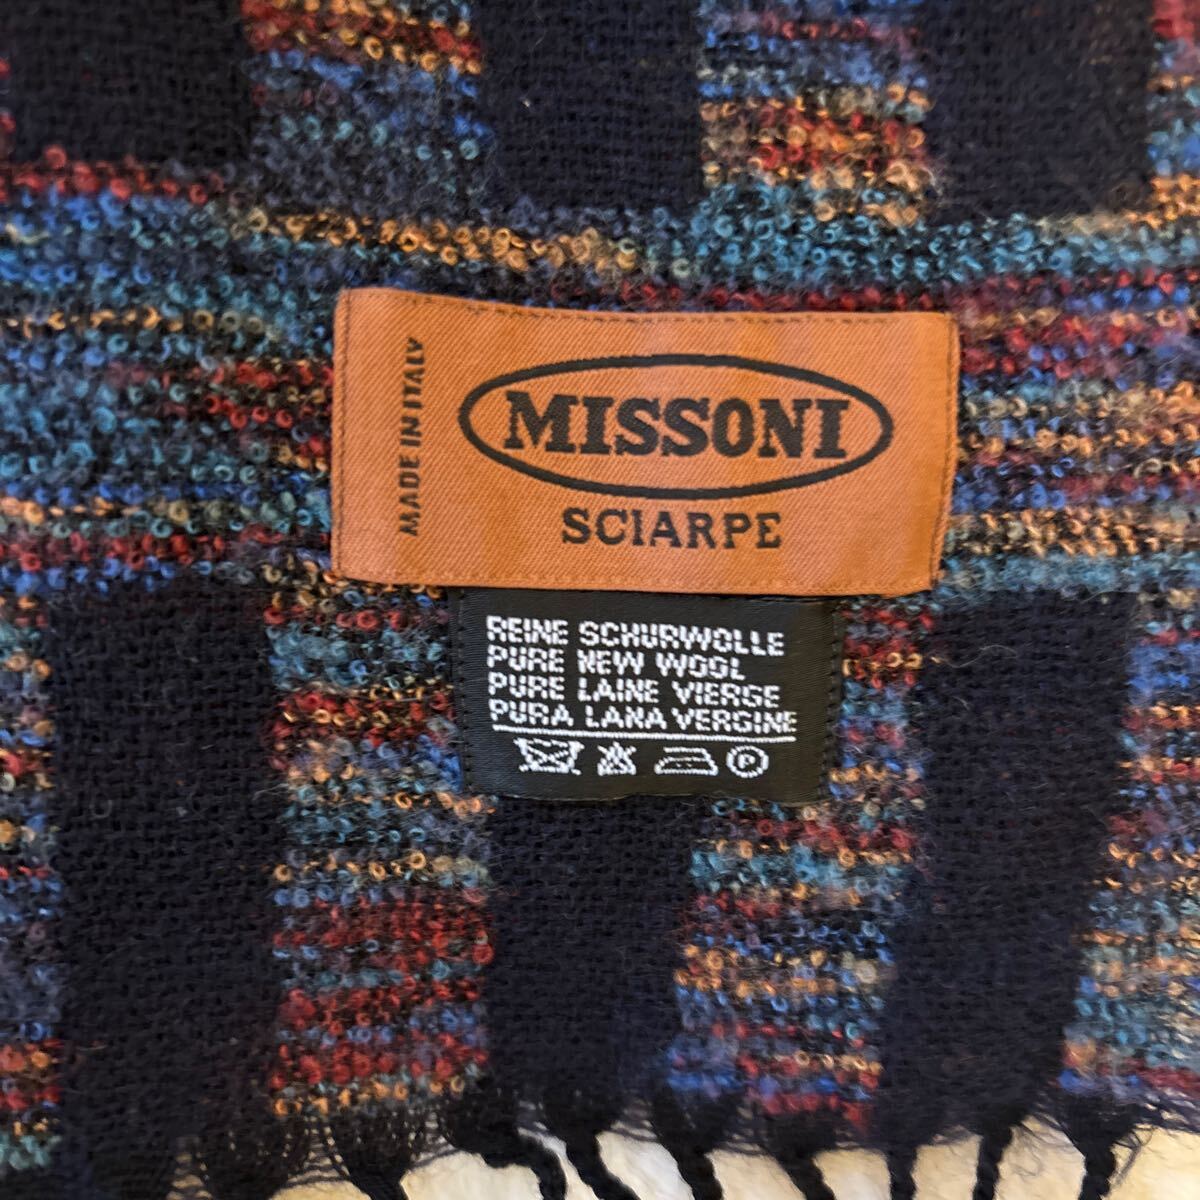 MADE IN ITALY
MISSONI
SCIARPE
REINE SCHURWOLLE
PURE NEW WOOL
PURE LAINE VIERGE
PURA LANA VERGINE
P